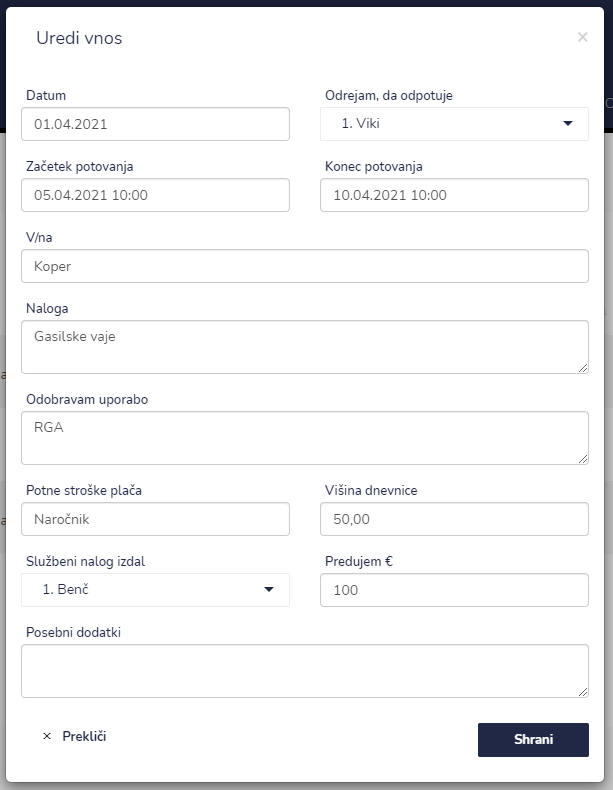 Uredi vnos
×
Datum
Odrejam, da odpotuje
01.04.2021
1. Viki
Začetek potovanja
Konec potovanja
05.04.2021 10:00
10.04.2021 10:00
V/na
Koper
Naloga
Gasilske vaje
Odobravam uporabo
RGA
Potne stroške plača
Višina dnevnice
Naročnik
50,00
Službeni nalog izdal
Predujem €
1. Benč
100
Posebni dodatki
× Prekliči
Shrani